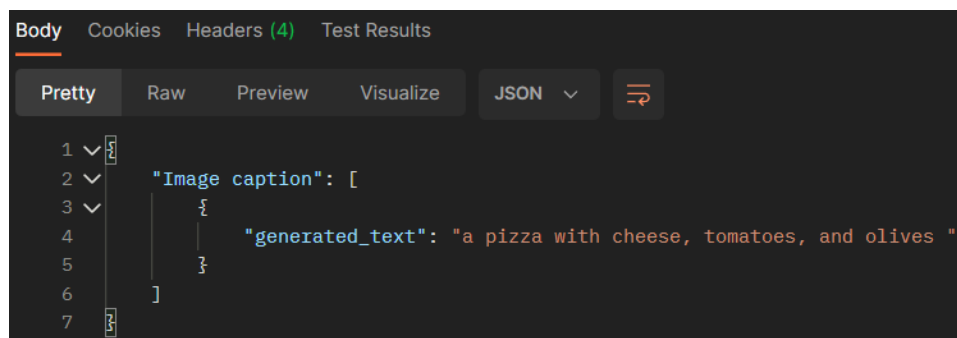 Body Cookies Headers (4) Test Results
Pretty Raw Preview Visualize JSON
1 {
2 "Image caption": [
3 {
4 "generated_text": "a pizza with cheese, tomatoes, and olives "
5 }
6 ]
7 }